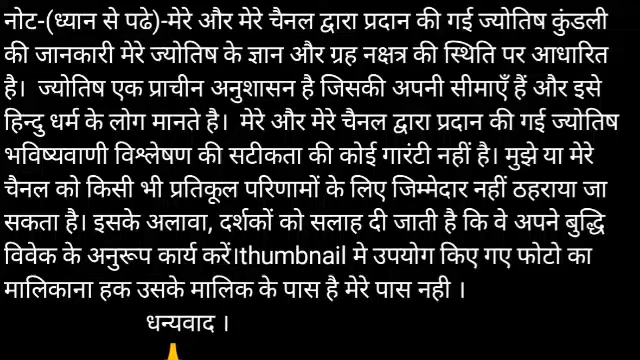 नोट-(ध्यान से पढे)-मेरे और मेरे चैनल द्वारा प्रदान की गई ज्योतिष कुंडली
की जानकारी मेरे ज्योतिष के ज्ञान और ग्रह नक्षत्र की स्थिति पर आधारित
है। ज्योतिष एक प्राचीन अनुशासन है जिसकी अपनी सीमाएँ हैं और इसे
हिन्दु धर्म के लोग मानते है। मेरे और मेरे चैनल द्वारा प्रदान की गई ज्योतिष
भविष्यवाणी विश्लेषण की सटीकता की कोई गारंटी नहीं है। मुझे या मेरे
चैनल को किसी भी प्रतिकूल परिणामों के लिए जिम्मेदार नहीं ठहराया जा
सकता है। इसके अलावा, दर्शकों को सलाह दी जाती है कि वे अपने बुद्धि
विवेक के अनुरूप कार्य करें।thumbnail मे उपयोग किए गए फोटो का
मालिकाना हक उसके मालिक के पास है मेरे पास नही ।
धन्यवाद ।